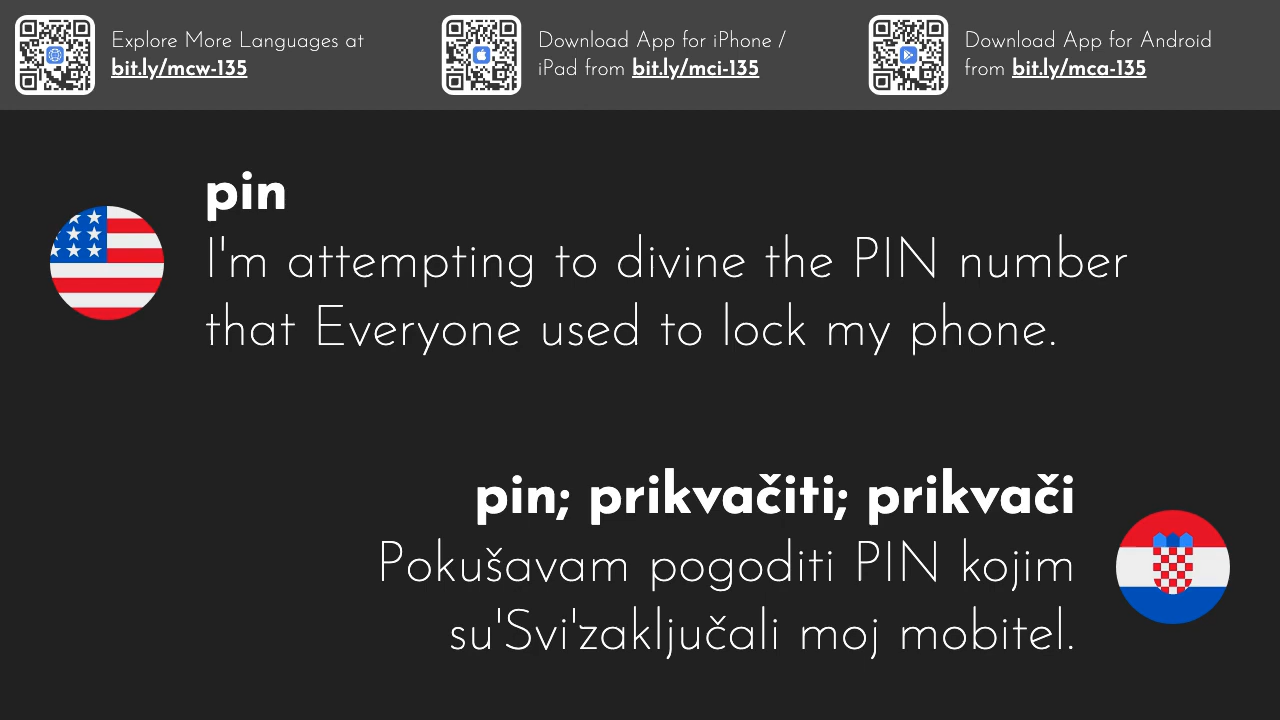 Explore More Languages at
bit.ly/mcw-135
Download App for iPhone /
iPad from bit.ly/mci-135
Download App for Android
from bit.ly/mca-135
pin
I'm attempting to divine the PIN number
that Everyone used to lock my phone.
pin; prikvačiti; prikvači
Pokušavam pogoditi PIN kojim
su'Svi'zaključali moj mobitel.